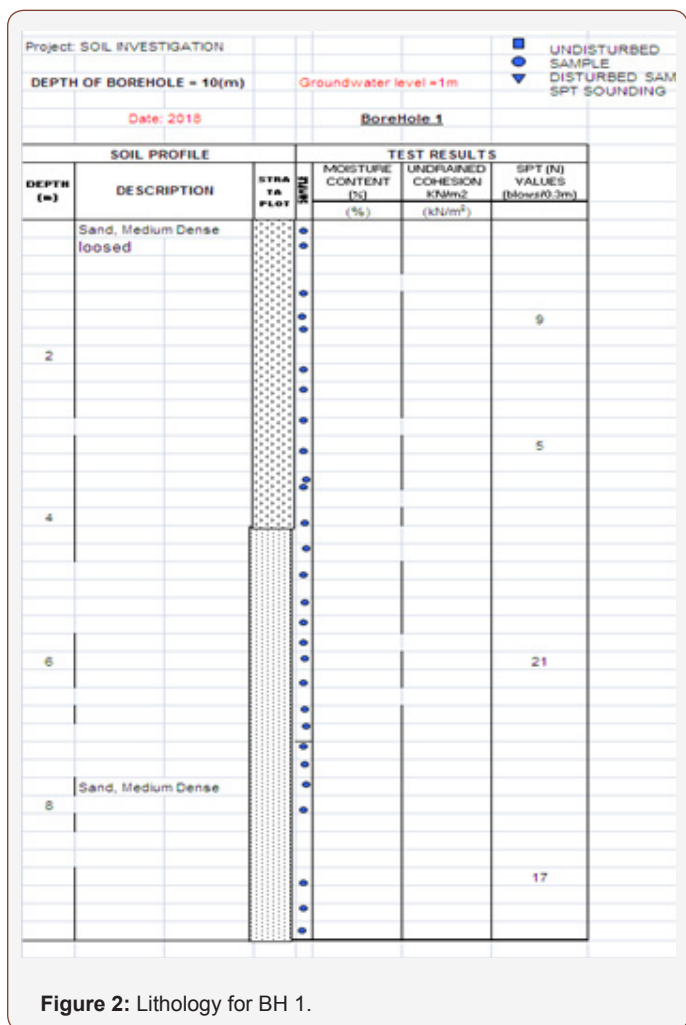 Project: SOIL INVESTIGATION
UNDISTURBED
SAMPLE
DEPTH OF BOREHOLE = 10(m)
Groundwater level =1m
DISTURBED SAM
SPT SOUNDING
Date: 2018
BoreHole 1
SOIL PROFILE
TEST RESULTS
DEPTH (m)
DESCRIPTION
STRA TA PLOT
MOISTURE CONTENT (%)
UNDRAINED COHESION KN/m2
SPT (N) VALUES (blows/0.3m)
(%)
(kN/m²)
Sand, Medium Dense
loosed
9
2
5
4
6
21
Sand, Medium Dense
8
17
Figure 2: Lithology for BH 1.